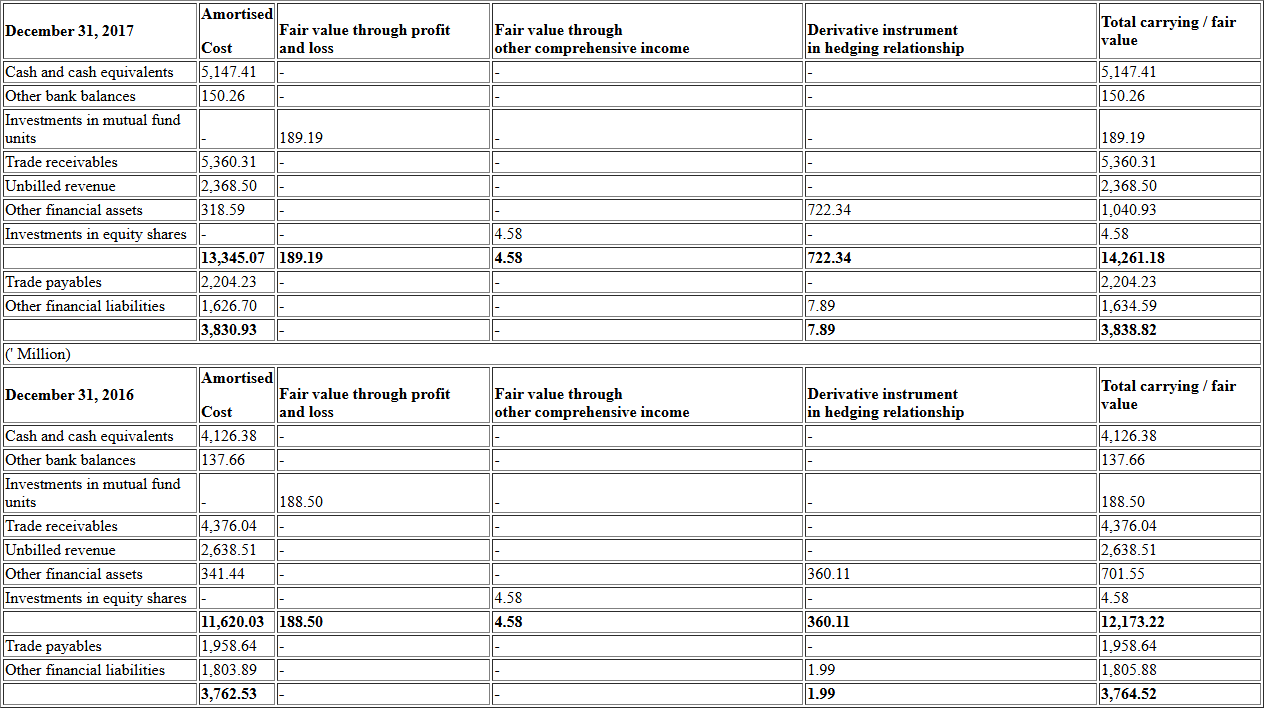 December 31, 2017 Amortised Cost Fair value through profit and loss Fair value through other comprehensive income Derivative instrument in hedging relationship Total carrying / fair value
Cash and cash equivalents 5,147.41 - - - 5,147.41
Other bank balances 150.26 - - - 150.26
Investments in mutual fund units - 189.19 - - 189.19
Trade receivables 5,360.31 - - - 5,360.31
Unbilled revenue 2,368.50 - - - 2,368.50
Other financial assets 318.59 - - 722.34 1,040.93
Investments in equity shares - - 4.58 - 4.58
13,345.07 189.19 4.58 722.34 14,261.18
Trade payables 2,204.23 - - - 2,204.23
Other financial liabilities 1,626.70 - - 7.89 1,634.59
3,830.93 - - 7.89 3,838.82
(' Million)
December 31, 2016 Amortised Cost Fair value through profit and loss Fair value through other comprehensive income Derivative instrument in hedging relationship Total carrying / fair value
Cash and cash equivalents 4,126.38 - - - 4,126.38
Other bank balances 137.66 - - - 137.66
Investments in mutual fund units - 188.50 - - 188.50
Trade receivables 4,376.04 - - - 4,376.04
Unbilled revenue 2,638.51 - - - 2,638.51
Other financial assets 341.44 - - 360.11 701.55
Investments in equity shares - - 4.58 - 4.58
11,620.03 188.50 4.58 360.11 12,173.22
Trade payables 1,958.64 - - - 1,958.64
Other financial liabilities 1,803.89 - - 1.99 1,805.88
3,762.53 - - 1.99 3,764.52